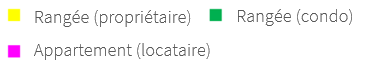 Rangée (propriétaire) Rangée (condo)
Appartement (locataire)